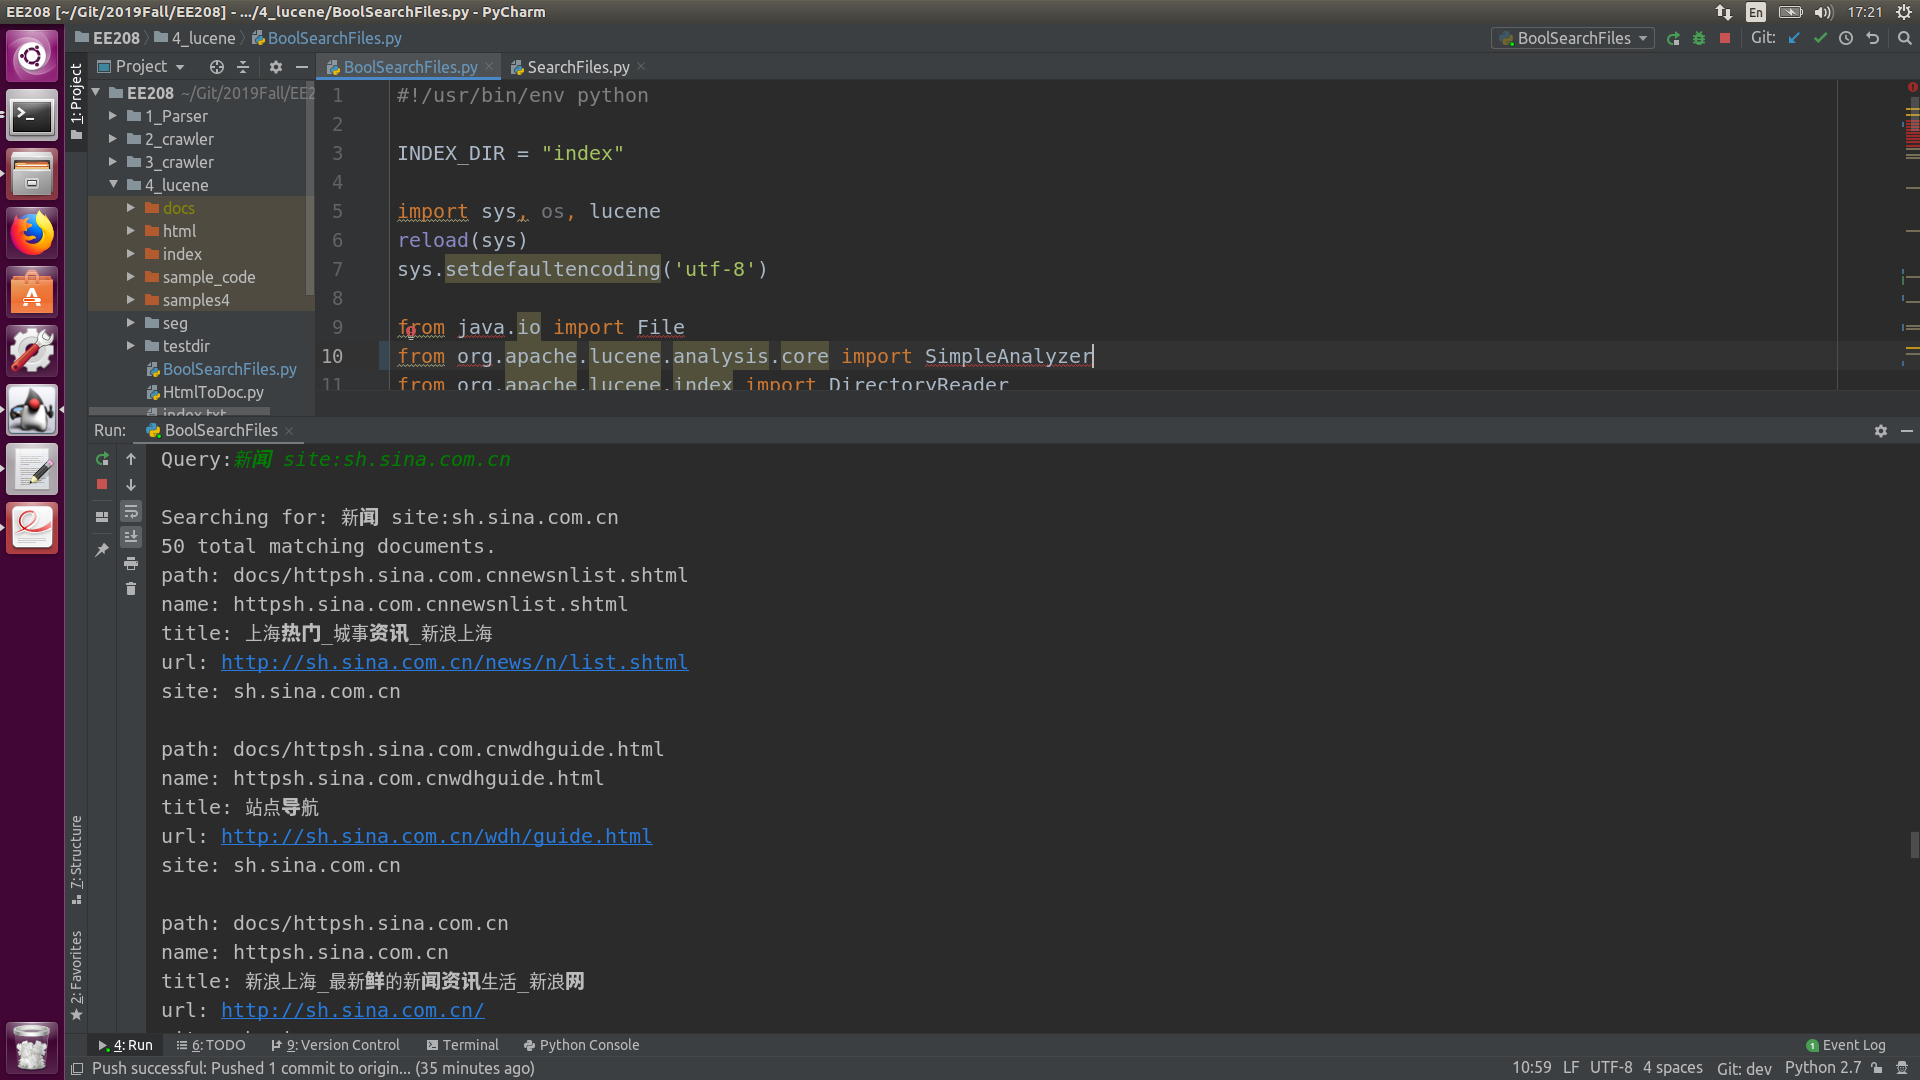 EE208 [~/Git/2019Fall/EE208] - .../4_lucene/BoolSearchFiles.py - PyCharm
En
17:21
EE208
4_lucene
BoolSearchFiles.py
BoolSearchFiles
Git:
1: Project
Project
BoolSearchFiles.py
SearchFiles.py
EE208 ~/Git/2019Fall/EE2
1_Parser
2_crawler
3_crawler
4_lucene
docs
html
index
sample_code
samples4
seg
testdir
BoolSearchFiles.py
HtmlToDoc.py
index.txt
1 #!/usr/bin/env python
2
3 INDEX_DIR = "index"
4
5 import sys, os, lucene
6 reload(sys)
7 sys.setdefaultencoding('utf-8')
8
9 from java.io import File
10 from org.apache.lucene.analysis.core import SimpleAnalyzer
11 from org.apache.lucene.index import DirectoryReader
Run:
BoolSearchFiles
Query:新闻 site:sh.sina.com.cn
Searching for: 新闻 site:sh.sina.com.cn
50 total matching documents.
path: docs/httpsh.sina.com.cnnewsnlist.shtml
name: httpsh.sina.com.cnnewsnlist.shtml
title: 上海热门_城事资讯_新浪上海
url: http://sh.sina.com.cn/news/n/list.shtml
site: sh.sina.com.cn
path: docs/httpsh.sina.com.cnwdhguide.html
name: httpsh.sina.com.cnwdhguide.html
title: 站点导航
url: http://sh.sina.com.cn/wdh/guide.html
site: sh.sina.com.cn
path: docs/httpsh.sina.com.cn
name: httpsh.sina.com.cn
title: 新浪上海_最新鲜的新闻资讯生活_新浪网
url: http://sh.sina.com.cn/
7: Structure
2: Favorites
4: Run
6: TODO
9: Version Control
Terminal
Python Console
1 Event Log
Push successful: Pushed 1 commit to origin... (35 minutes ago)
10:59
LF
UTF-8
4 spaces
Git: dev
Python 2.7